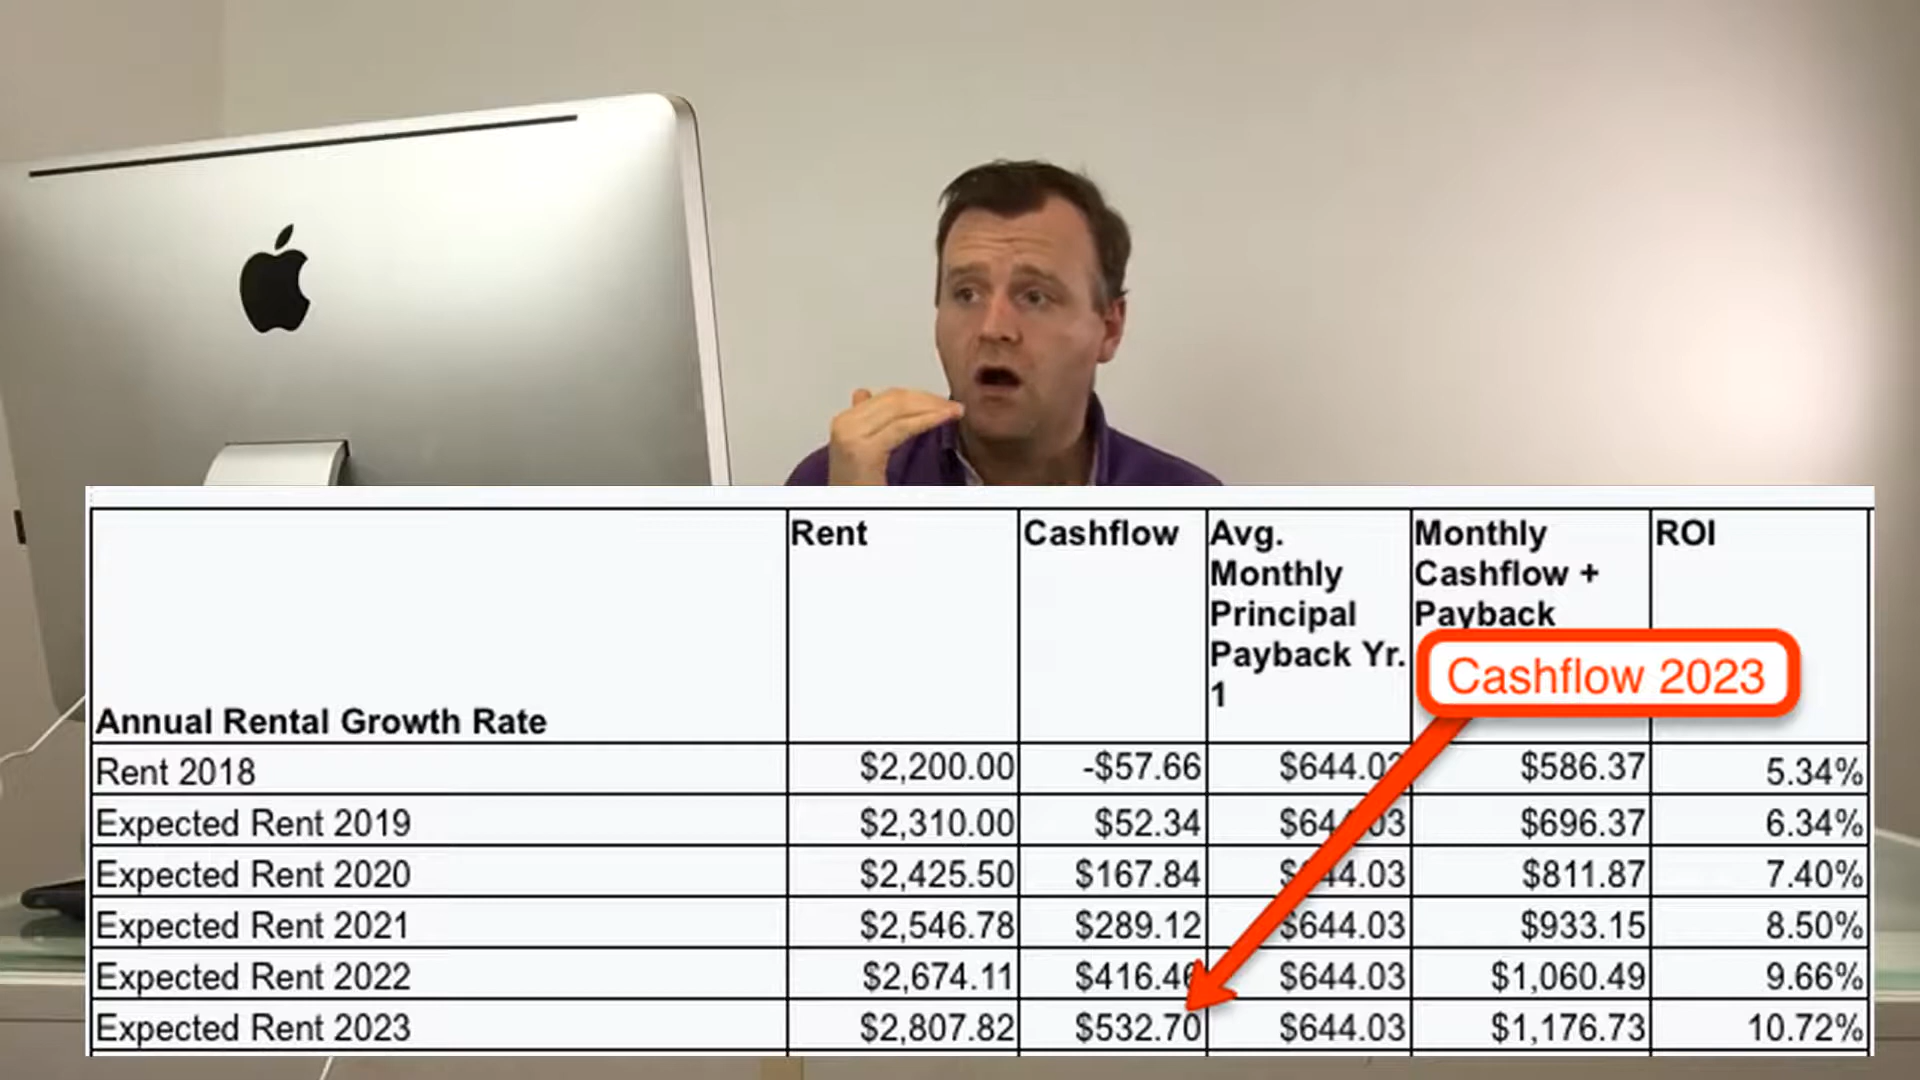 Rent Cashflow Avg. Monthly ROI
Monthly Cashflow +
Principal Payback
Payback Yr.
Cashflow 2023
1
Annual Rental Growth Rate
Rent 2018 $2,200.00 -$57.66 $586.37 5.34%
Expected Rent 2019 $2,310.00 $52.34 $696.37 6.34%
Expected Rent 2020 $2,425.50 $167.84 $811.87 7.40%
Expected Rent 2021 $2,546.78 $289.12 $644.03 $933.15 8.50%
Expected Rent 2022 $2,674.11 $644.03 $1,060.49 9.66%
Expected Rent 2023 $2,807.82 $532.70 $644.03 $1,176.73 10.72%